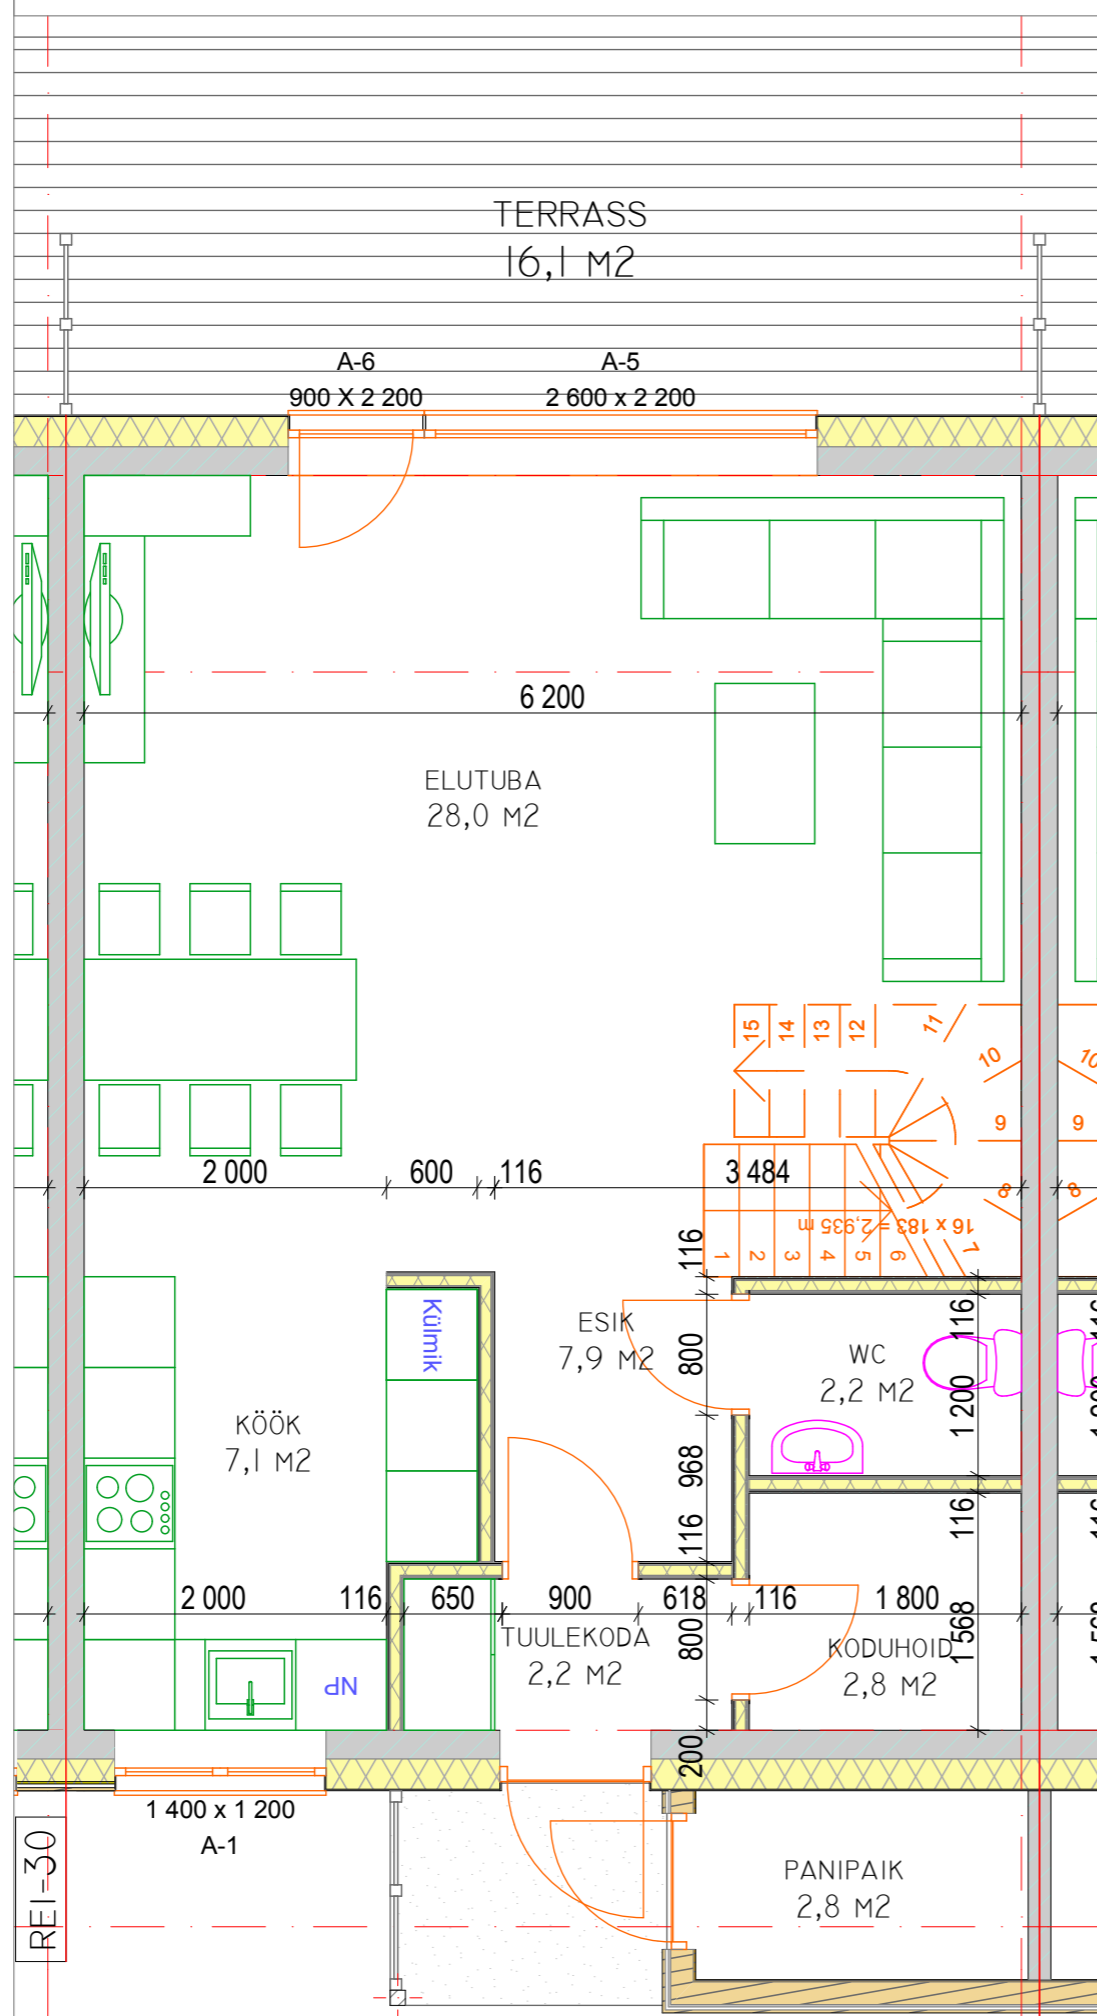 TERRASS
16,1 M2
A-6
A-5
900 X 2 200
2 600 x 2 200
6 200
ELUTUBA
28,0 M2
15
14
13
12
11
10
10
9
9
8
8
2 000
600
116
3 484
16 x 183 = 2,935 m
1
2
3
4
5
6
7
116
Külmik
ESIK
7,9 M2
800
WC
2,2 M2
116
1 200
KÖÖK
7,1 M2
968
116
116
2 000
116
650
900
618
116
1 800
TUULEKODA
2,2 M2
800
KODUHOID
2,8 M2
1 568
NP
200
1 400 x 1 200
A-1
REI-30
PANIPAIK
2,8 M2